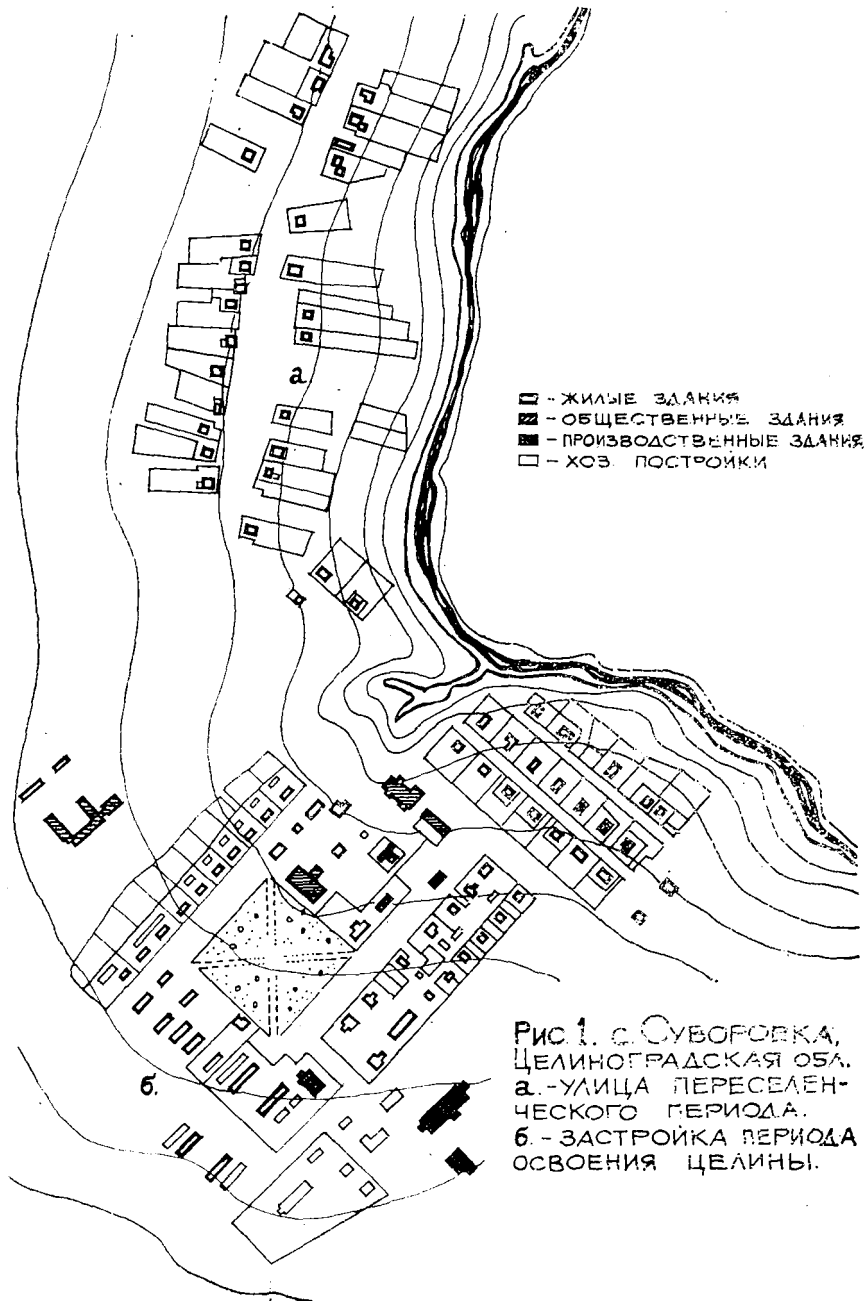 а
- ЖИЛЫЕ ЗДАНИЯ
- ОБЩЕСТВЕННЫЕ ЗДАНИЯ
- ПРОИЗВОДСТВЕННЫЕ ЗДАНИЯ
- ХОЗ. ПОСТРОЙКИ
б.
Рис. 1. с. СУВОРОВКА,
ЦЕЛИНОГРАДСКАЯ ОБЛ.
а. - УЛИЦА ПЕРЕСЕЛЕН-
ЧЕСКОГО ПЕРИОДА.
б. - ЗАСТРОЙКА ПЕРИОДА
ОСВОЕНИЯ ЦЕЛИНЫ.